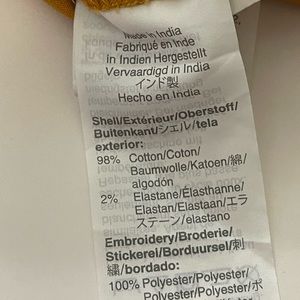 Made in India
Fabriqué en Inde
in Indien Hergestellt
Vervaardigd in India
インド製
Hecho en India
Shell/Extérieur/Oberstoff/
Buitenkant/シェル/tela
exterior:
98% Cotton/Coton/
Baumwolle/Katoen/綿/
algodón
2% Elastane/Élasthanne/
Elastan/Elastaan/エラ
ステーン/elastano
Embroidery/Broderie/
Stickerei/Borduursel/刺
繍/bordado:
100% Polyester/Polyester/
Polyester/Polyester/ポ